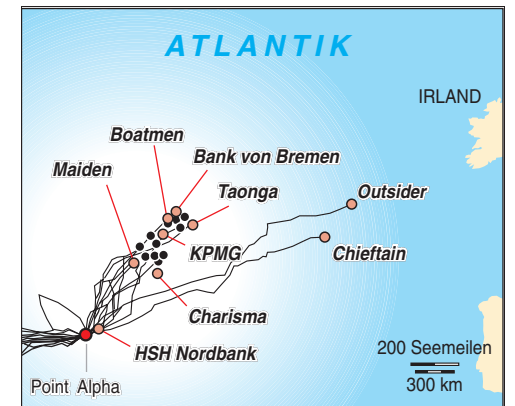 ATLANTIK
IRLAND
Boatmen
Bank von Bremen
Maiden
Taonga
Outsider
KPMG
Chieftain
Charisma
HSH Nordbank
200 Seemeilen
300 km
Point Alpha